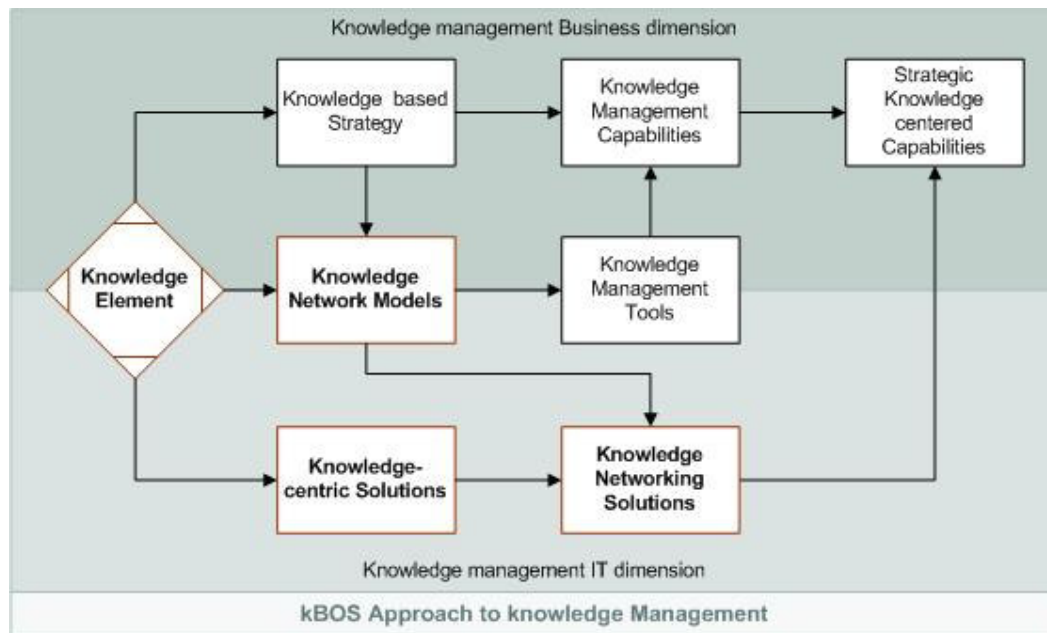 Knowledge management Business dimension
Knowledge based
Strategy
Knowledge
Management
Capabilities
Strategic
Knowledge
centered
Capabilities
Knowledge
Element
Knowledge
Network Models
Knowledge
Management
Tools
Knowledge-
centric Solutions
Knowledge
Networking
Solutions
Knowledge management IT dimension
kBOS Approach to knowledge Management